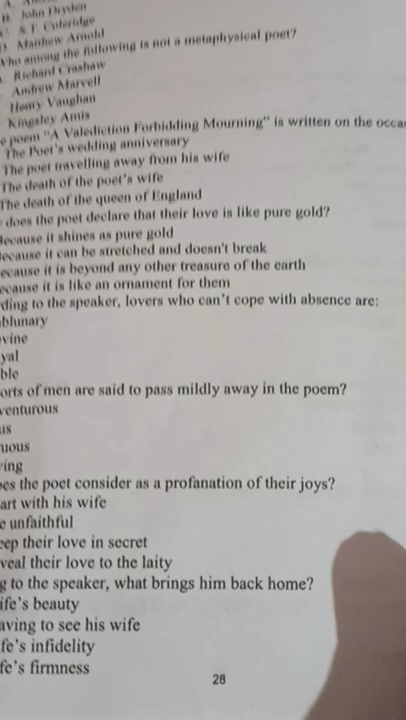 B. John Dryden
C. S.T. Coleridge
D. Matthew Arnold
Who among the following is not a metaphysical poet?
Richard Crashaw
Andrew Marvell
Henry Vaughan
Kingsley Amis
e poem "A Valediction Forbidding Mourning" is written on the occas
The Poet's wedding anniversary
The poet travelling away from his wife
The death of the poet's wife
The death of the queen of England
does the poet declare that their love is like pure gold?
Because it shines as pure gold
Because it can be stretched and doesn't break
ecause it is beyond any other treasure of the earth
ecause it is like an ornament for them
ding to the speaker, lovers who can't cope with absence are:
blunary
vine
yal
ble
orts of men are said to pass mildly away in the poem?
venturous
us
uous
ing
es the poet consider as a profanation of their joys?
art with his wife
e unfaithful
eep their love in secret
veal their love to the laity
g to the speaker, what brings him back home?
ife's beauty
aving to see his wife
fe's infidelity
fe's firmness
28